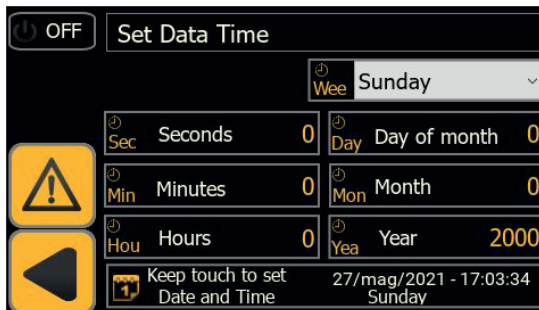 OFF
Set Data Time
Wee Sunday
Sec Seconds 0
Day Day of month 0
Min Minutes 0
Mon Month 0
Hou Hours 0
Yea Year 2000
1 Keep touch to set
Date and Time
27/mag/2021 - 17:03:34
Sunday